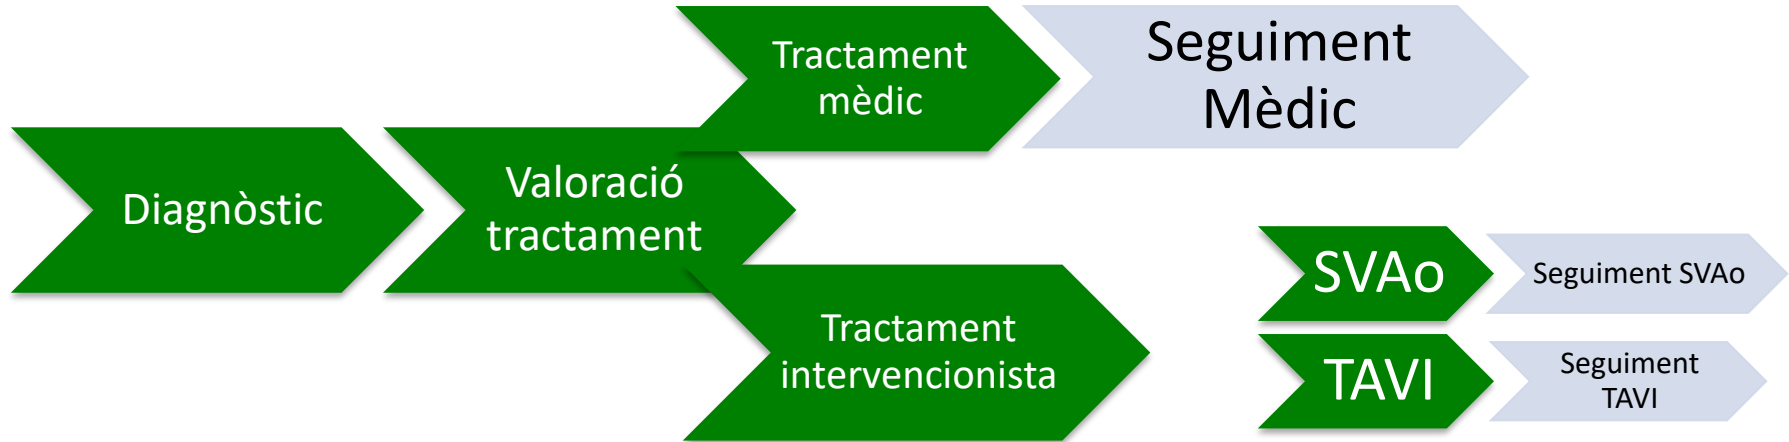 Diagnòstic
Valoració
tractament
Tractament
mèdic
Seguiment
Mèdic
Tractament
intervencionista
SVAo
Seguiment SVAo
TAVI
Seguiment
TAVI